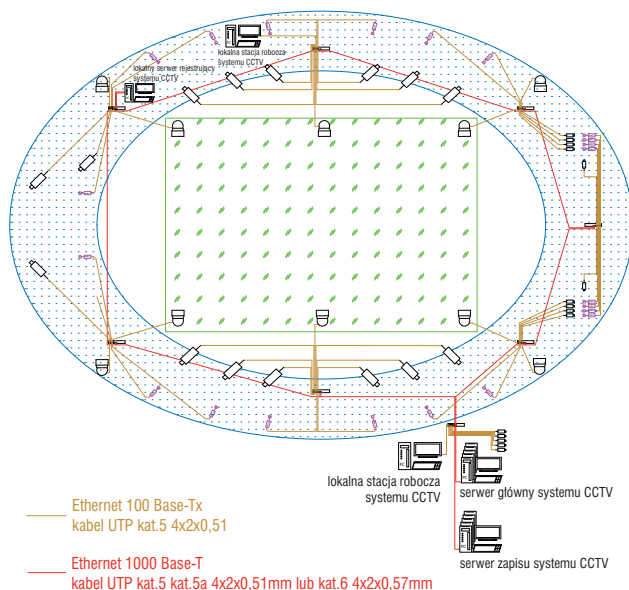 lokalna stacja robocza
systemu CCTV
lokalny serwer rejestrujący
systemu CCTV
PC
lokalna stacja robocza
systemu CCTV
serwer główny systemu CCTV
PC
serwer zapisu systemu CCTV
Ethernet 100 Base-Tx
kabel UTP kat.5 4x2x0,51
Ethernet 1000 Base-T
kabel UTP kat.5 kat.5a 4x2x0,51mm lub kat.6 4x2x0,57mm